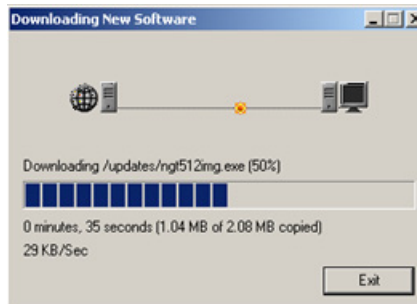 Downloading New Software
Downloading /updates/ngt512img.exe (50%)
0 minutes, 35 seconds (1.04 MB of 2.08 MB copied)
29 KB/Sec
Exit